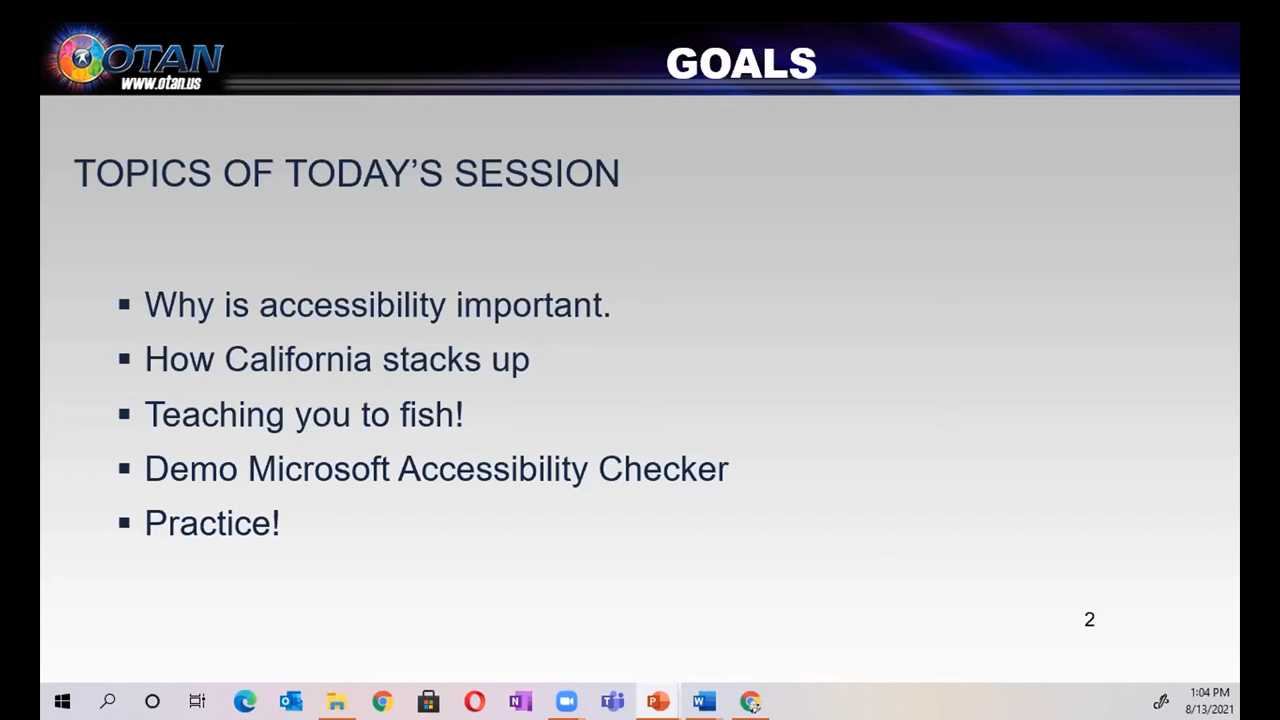 OTAN
www.otan.us
GOALS
TOPICS OF TODAY’S SESSION
▪ Why is accessibility important.
▪ How California stacks up
▪ Teaching you to fish!
▪ Demo Microsoft Accessibility Checker
▪ Practice!
2
1:04 PM
8/13/2021